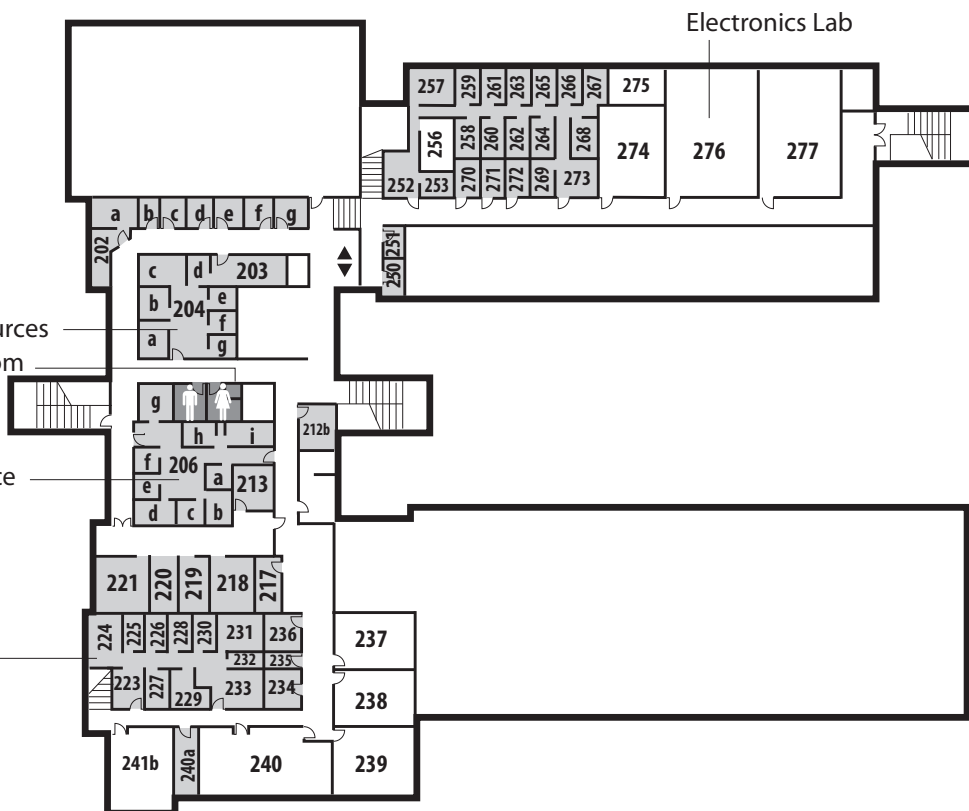 Electronics Lab
257
259
261
263
265
266
267
275
256
258
260
262
264
268
274
276
277
252
253
270
271
272
269
273
a
b
c
d
e
f
g
202
251
250
c
d
203
b
204
e
f
a
g
urces
om
g
h
i
212b
f
206
a
213
e
ce
d
c
b
221
220
219
218
217
224
225
226
228
230
231
236
237
232
235
223
227
229
233
234
238
241b
240a
240
239